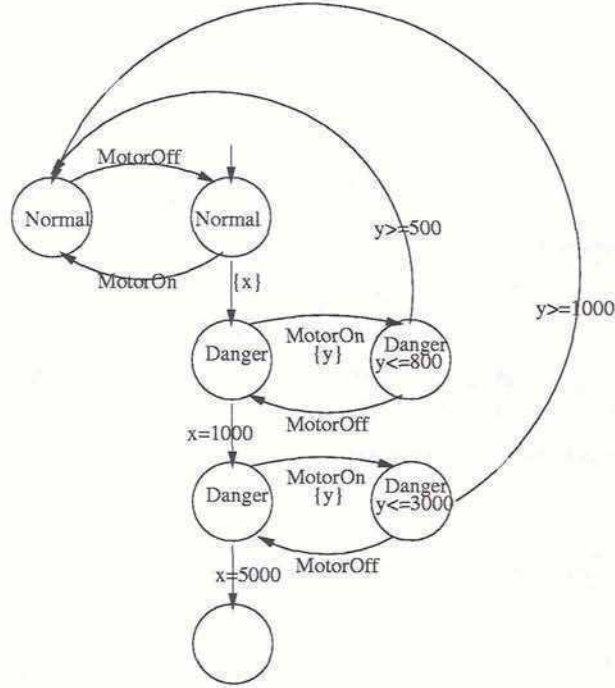 MotorOff
Normal
Normal
MotorOn
{x}
y>=500
y>=1000
Danger
MotorOn
{y}
Danger
y<=800
MotorOff
x=1000
Danger
MotorOn
{y}
Danger
y<=3000
MotorOff
x=5000